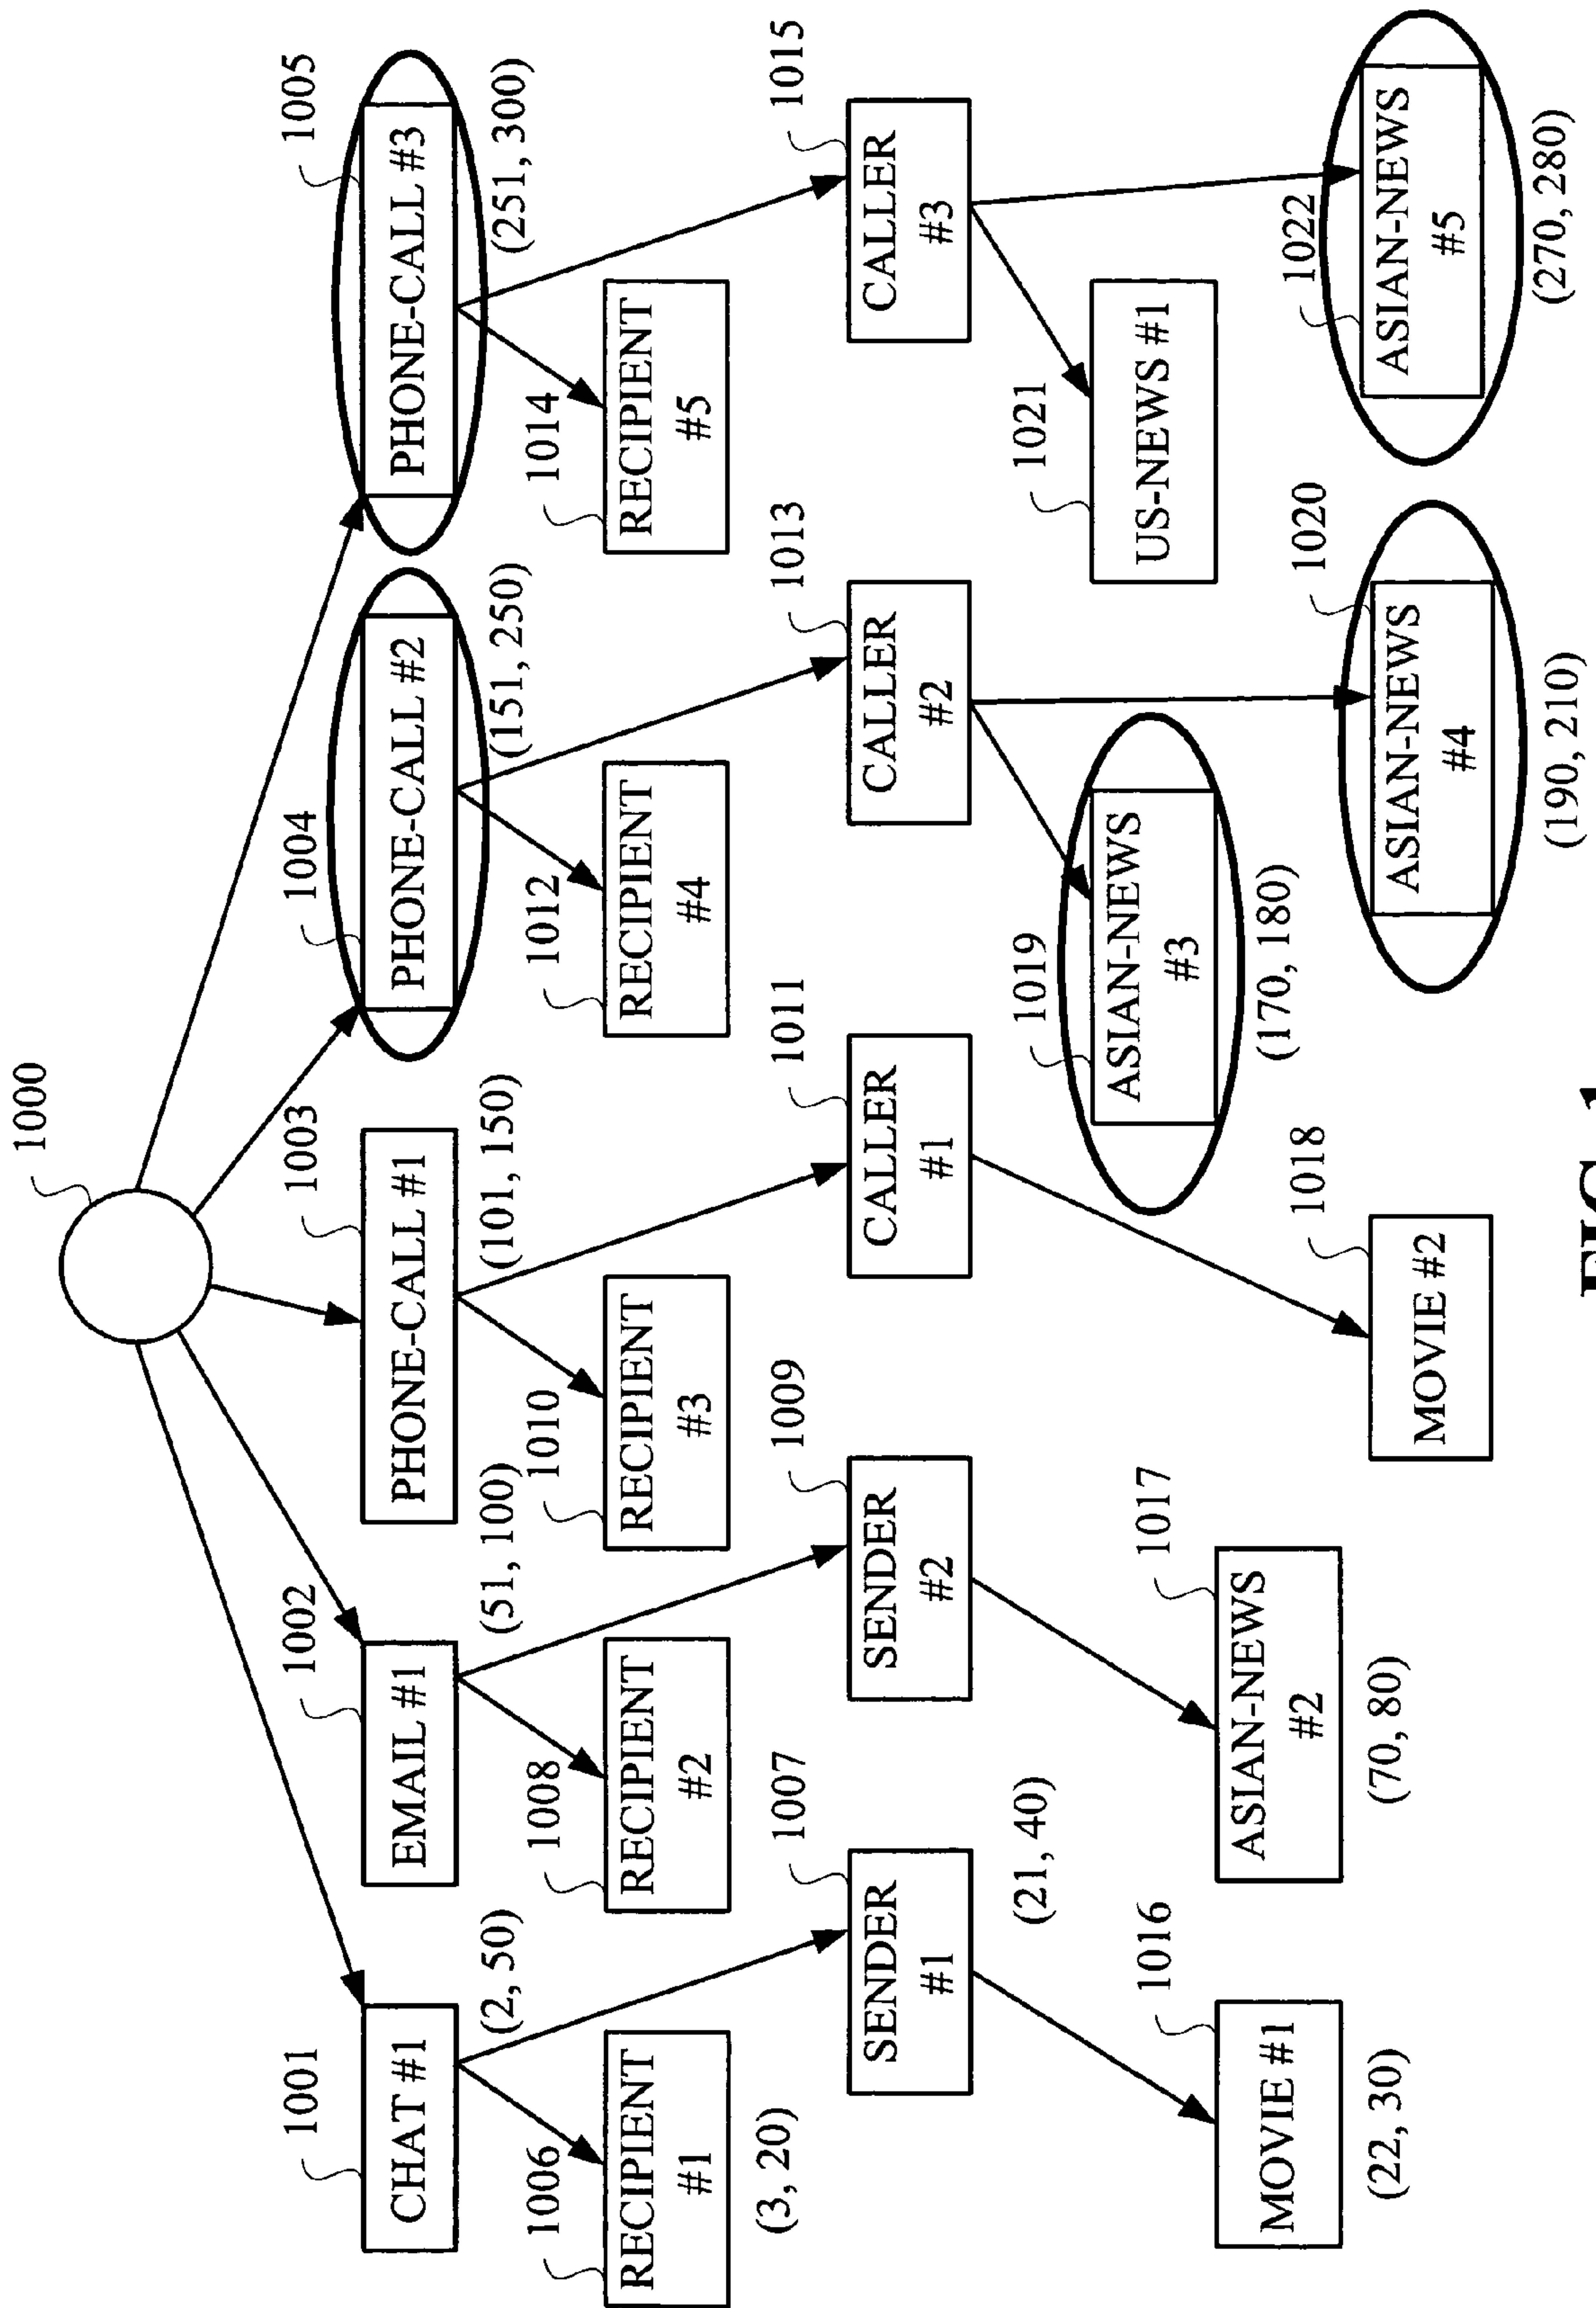 1000
1001
CHAT #1
(2, 50)
1002
EMAIL #1
(51, 100)
1003
PHONE-CALL #1
(101, 150)
1004
PHONE-CALL #2
(151, 250)
1005
PHONE-CALL #3
(251, 300)
1006
RECIPIENT
#1
(3, 20)
1008
RECIPIENT
#2
1010
RECIPIENT
#3
1012
RECIPIENT
#4
1014
RECIPIENT
#5
1007
SENDER
#1
(21, 40)
1009
SENDER
#2
1011
CALLER
#1
1013
CALLER
#2
1015
CALLER
#3
1016
MOVIE #1
(22, 30)
1017
ASIAN-NEWS
#2
(70, 80)
1018
MOVIE #2
1019
ASIAN-NEWS
#3
(170, 180)
1020
ASIAN-NEWS
#4
(190, 210)
1021
US-NEWS #1
1022
ASIAN-NEWS
#5
(270, 280)
FIG. 1